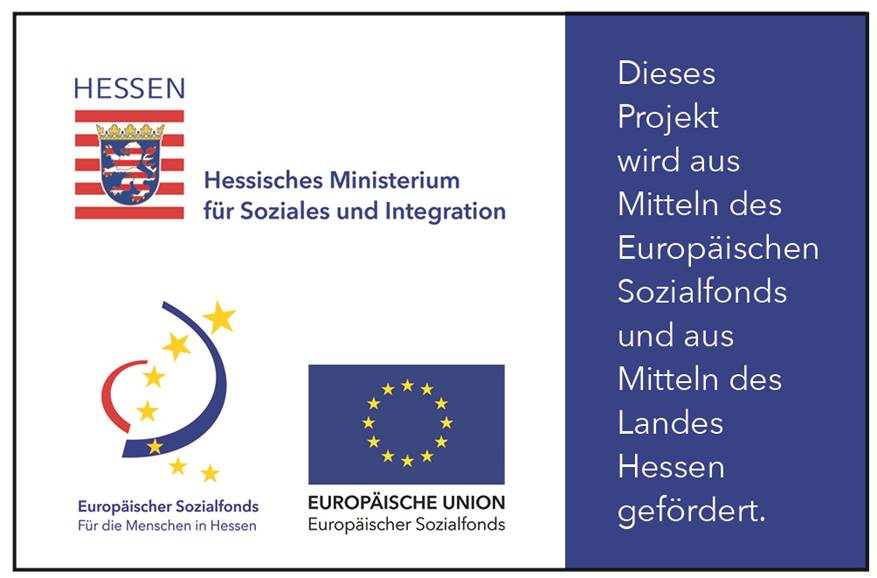 HESSEN
Hessisches Ministerium
für Soziales und Integration
Europäischer Sozialfonds
Für die Menschen in Hessen
EUROPÄISCHE UNION
Europäischer Sozialfonds
Dieses
Projekt
wird aus
Mitteln des
Europäischen
Sozialfonds
und aus
Mitteln des
Landes
Hessen
gefördert.